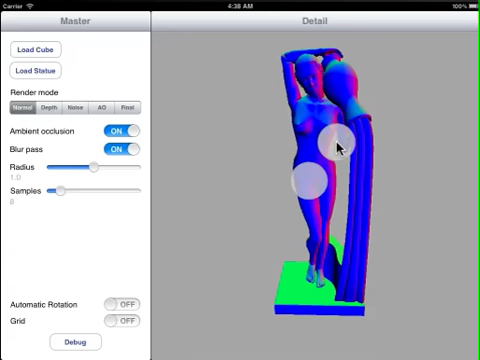 Carrier 4:38 AM 100%
Master Detail
Load Cube
Load Statue
Render mode
Normal Depth Noise AO Final
Ambient occlusion ON
Blur pass ON
Radius
1.0
Samples
8
Automatic Rotation OFF
Grid OFF
Debug